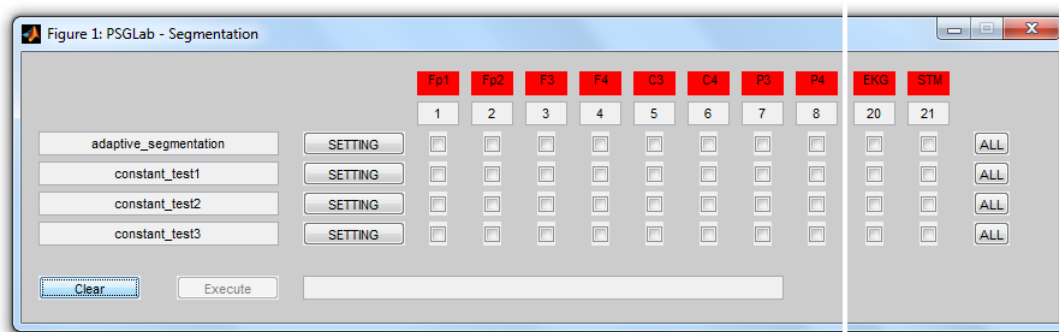 Figure 1: PSGLab - Segmentation
Fp1 Fp2 F3 F4 C3 C4 P3 P4 EKG STM
1 2 3 4 5 6 7 8 20 21
adaptive_segmentation SETTING ALL
constant_test1 SETTING ALL
constant_test2 SETTING ALL
constant_test3 SETTING ALL
Clear Execute